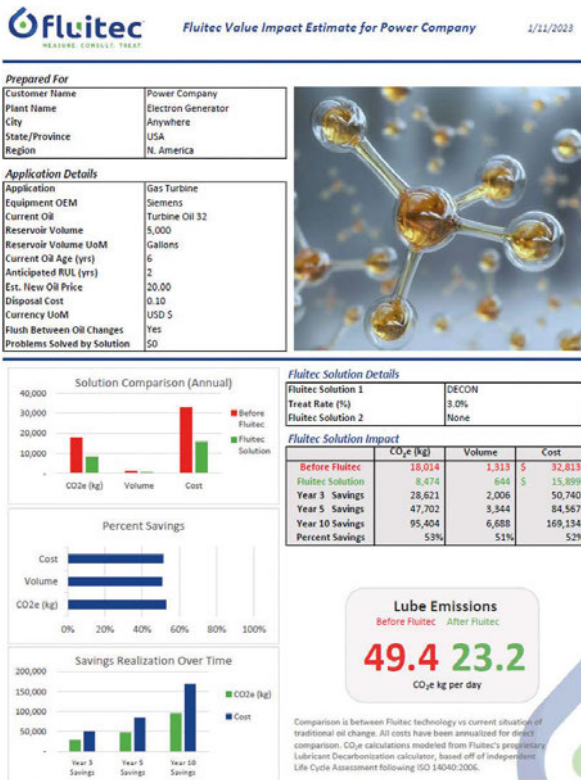 Fluitec
MEASURE. CONSULT. TREAT.
Fluitec Value Impact Estimate for Power Company
1/11/2023
Prepared For
Customer Name Power Company
Plant Name Electron Generator
City Anywhere
State/Province USA
Region N. America
Application Details
Application Gas Turbine
Equipment OEM Siemens
Current Oil Turbine Oil 32
Reservoir Volume 5,000
Reservoir Volume UoM Gallons
Current Oil Age (yrs) 6
Anticipated RUL (yrs) 2
Est. New Oil Price 20.00
Disposal Cost 0.10
Currency UoM USD $
Flush Between Oil Changes Yes
Problems Solved by Solution $0
Solution Comparison (Annual)
40,000
30,000
20,000
10,000
-
CO2e (kg) Volume Cost
Before Fluitec
Fluitec Solution
Percent Savings
Cost
Volume
CO2e (kg)
0% 20% 40% 60% 80% 100%
Savings Realization Over Time
200,000
150,000
100,000
50,000
-
Year 3 Savings Year 5 Savings Year 10 Savings
CO2e (kg)
Cost
Fluitec Solution Details
Fluitec Solution 1 DECON
Treat Rate (%) 3.0%
Fluitec Solution 2 None
Fluitec Solution Impact
CO₂e (kg) Volume Cost
Before Fluitec 18,014 1,313 $ 32,813
Fluitec Solution 8,474 644 $ 15,899
Year 3 Savings 28,621 2,006 50,740
Year 5 Savings 47,702 3,344 84,567
Year 10 Savings 95,404 6,688 169,134
Percent Savings 53% 51% 52%
Lube Emissions
Before Fluitec After Fluitec
49.4 23.2
CO₂e kg per day
Comparison is between Fluitec technology vs current situation of
traditional oil change. All costs have been annualized for direct
comparison. CO₂e calculations modeled from Fluitec's proprietary
Lubricant Decarbonization calculator, based off of independent
Life Cycle Assessment following ISO 14040:2006.